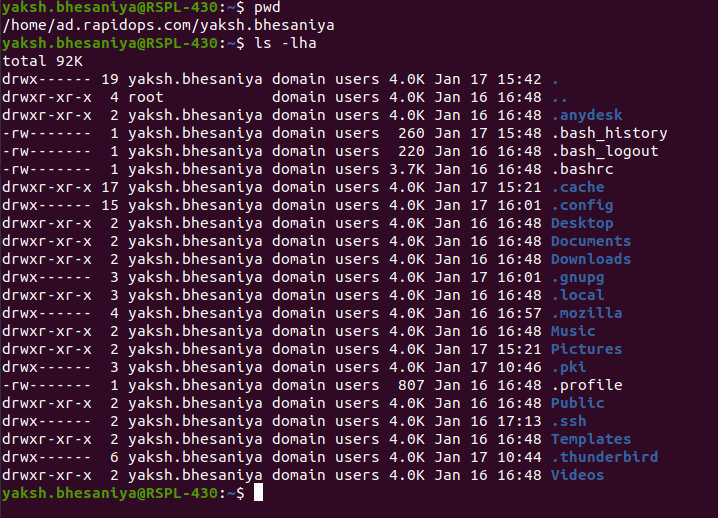 yaksh.bhesaniya@RSPL-430:~$ pwd
/home/ad.rapidops.com/yaksh.bhesaniya
yaksh.bhesaniya@RSPL-430:~$ ls -lha
total 92K
drwx------ 19 yaksh.bhesaniya domain users 4.0K Jan 17 15:42 .
drwxr-xr-x  4 root            domain users 4.0K Jan 16 16:48 ..
drwxr-xr-x  2 yaksh.bhesaniya domain users 4.0K Jan 16 16:48 .anydesk
-rw-------  1 yaksh.bhesaniya domain users  260 Jan 17 15:48 .bash_history
-rw-------  1 yaksh.bhesaniya domain users  220 Jan 16 16:48 .bash_logout
-rw-------  1 yaksh.bhesaniya domain users 3.7K Jan 16 16:48 .bashrc
drwxr-xr-x 17 yaksh.bhesaniya domain users 4.0K Jan 17 15:21 .cache
drwx------ 15 yaksh.bhesaniya domain users 4.0K Jan 17 16:01 .config
drwxr-xr-x  2 yaksh.bhesaniya domain users 4.0K Jan 16 16:48 Desktop
drwxr-xr-x  2 yaksh.bhesaniya domain users 4.0K Jan 16 16:48 Documents
drwxr-xr-x  2 yaksh.bhesaniya domain users 4.0K Jan 16 16:48 Downloads
drwx------  3 yaksh.bhesaniya domain users 4.0K Jan 17 16:01 .gnupg
drwxr-xr-x  3 yaksh.bhesaniya domain users 4.0K Jan 16 16:48 .local
drwx------  4 yaksh.bhesaniya domain users 4.0K Jan 16 16:57 .mozilla
drwxr-xr-x  2 yaksh.bhesaniya domain users 4.0K Jan 16 16:48 Music
drwxr-xr-x  2 yaksh.bhesaniya domain users 4.0K Jan 17 15:21 Pictures
drwx------  3 yaksh.bhesaniya domain users 4.0K Jan 17 10:46 .pki
-rw-------  1 yaksh.bhesaniya domain users  807 Jan 16 16:48 .profile
drwxr-xr-x  2 yaksh.bhesaniya domain users 4.0K Jan 16 16:48 Public
drwx------  2 yaksh.bhesaniya domain users 4.0K Jan 16 17:13 .ssh
drwxr-xr-x  2 yaksh.bhesaniya domain users 4.0K Jan 16 16:48 Templates
drwx------  6 yaksh.bhesaniya domain users 4.0K Jan 17 10:44 .thunderbird
drwxr-xr-x  2 yaksh.bhesaniya domain users 4.0K Jan 16 16:48 Videos
yaksh.bhesaniya@RSPL-430:~$